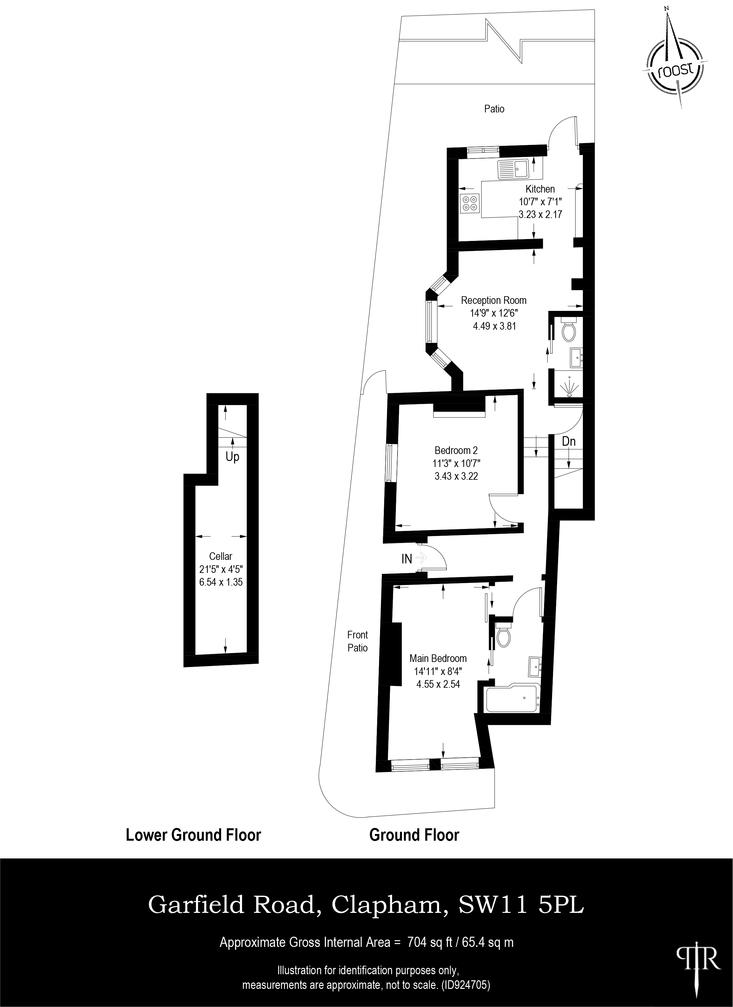 N
roost
Patio
Kitchen
10'7" x 7'1"
3.23 x 2.17
Reception Room
14'9" x 12'6"
4.49 x 3.81
Up
Dn
Bedroom 2
11'3" x 10'7"
3.43 x 3.22
Cellar
21'5" x 4'5"
6.54 x 1.35
IN
Front
Patio
Main Bedroom
14'11" x 8'4"
4.55 x 2.54
Lower Ground Floor
Ground Floor
Garfield Road, Clapham, SW11 5PL
Approximate Gross Internal Area = 704 sq ft / 65.4 sq m
Illustration for identification purposes only,
measurements are approximate, not to scale. (ID924705)